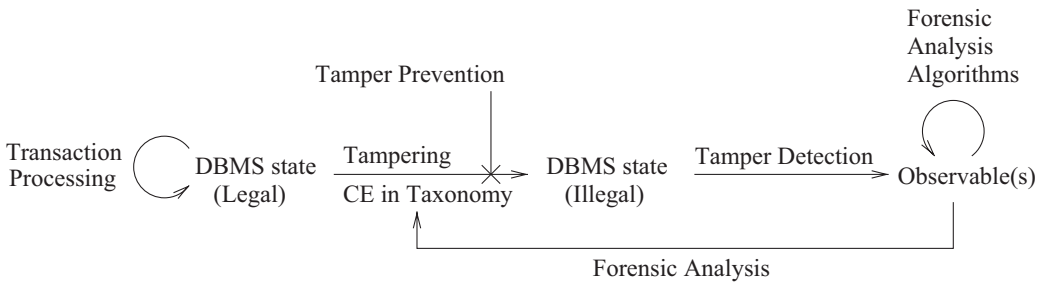 Forensic
Analysis
Algorithms
Tamper Prevention
Transaction
Processing
DBMS state
(Legal)
Tampering
CE in Taxonomy
DBMS state
(Illegal)
Tamper Detection
Observable(s)
Forensic Analysis